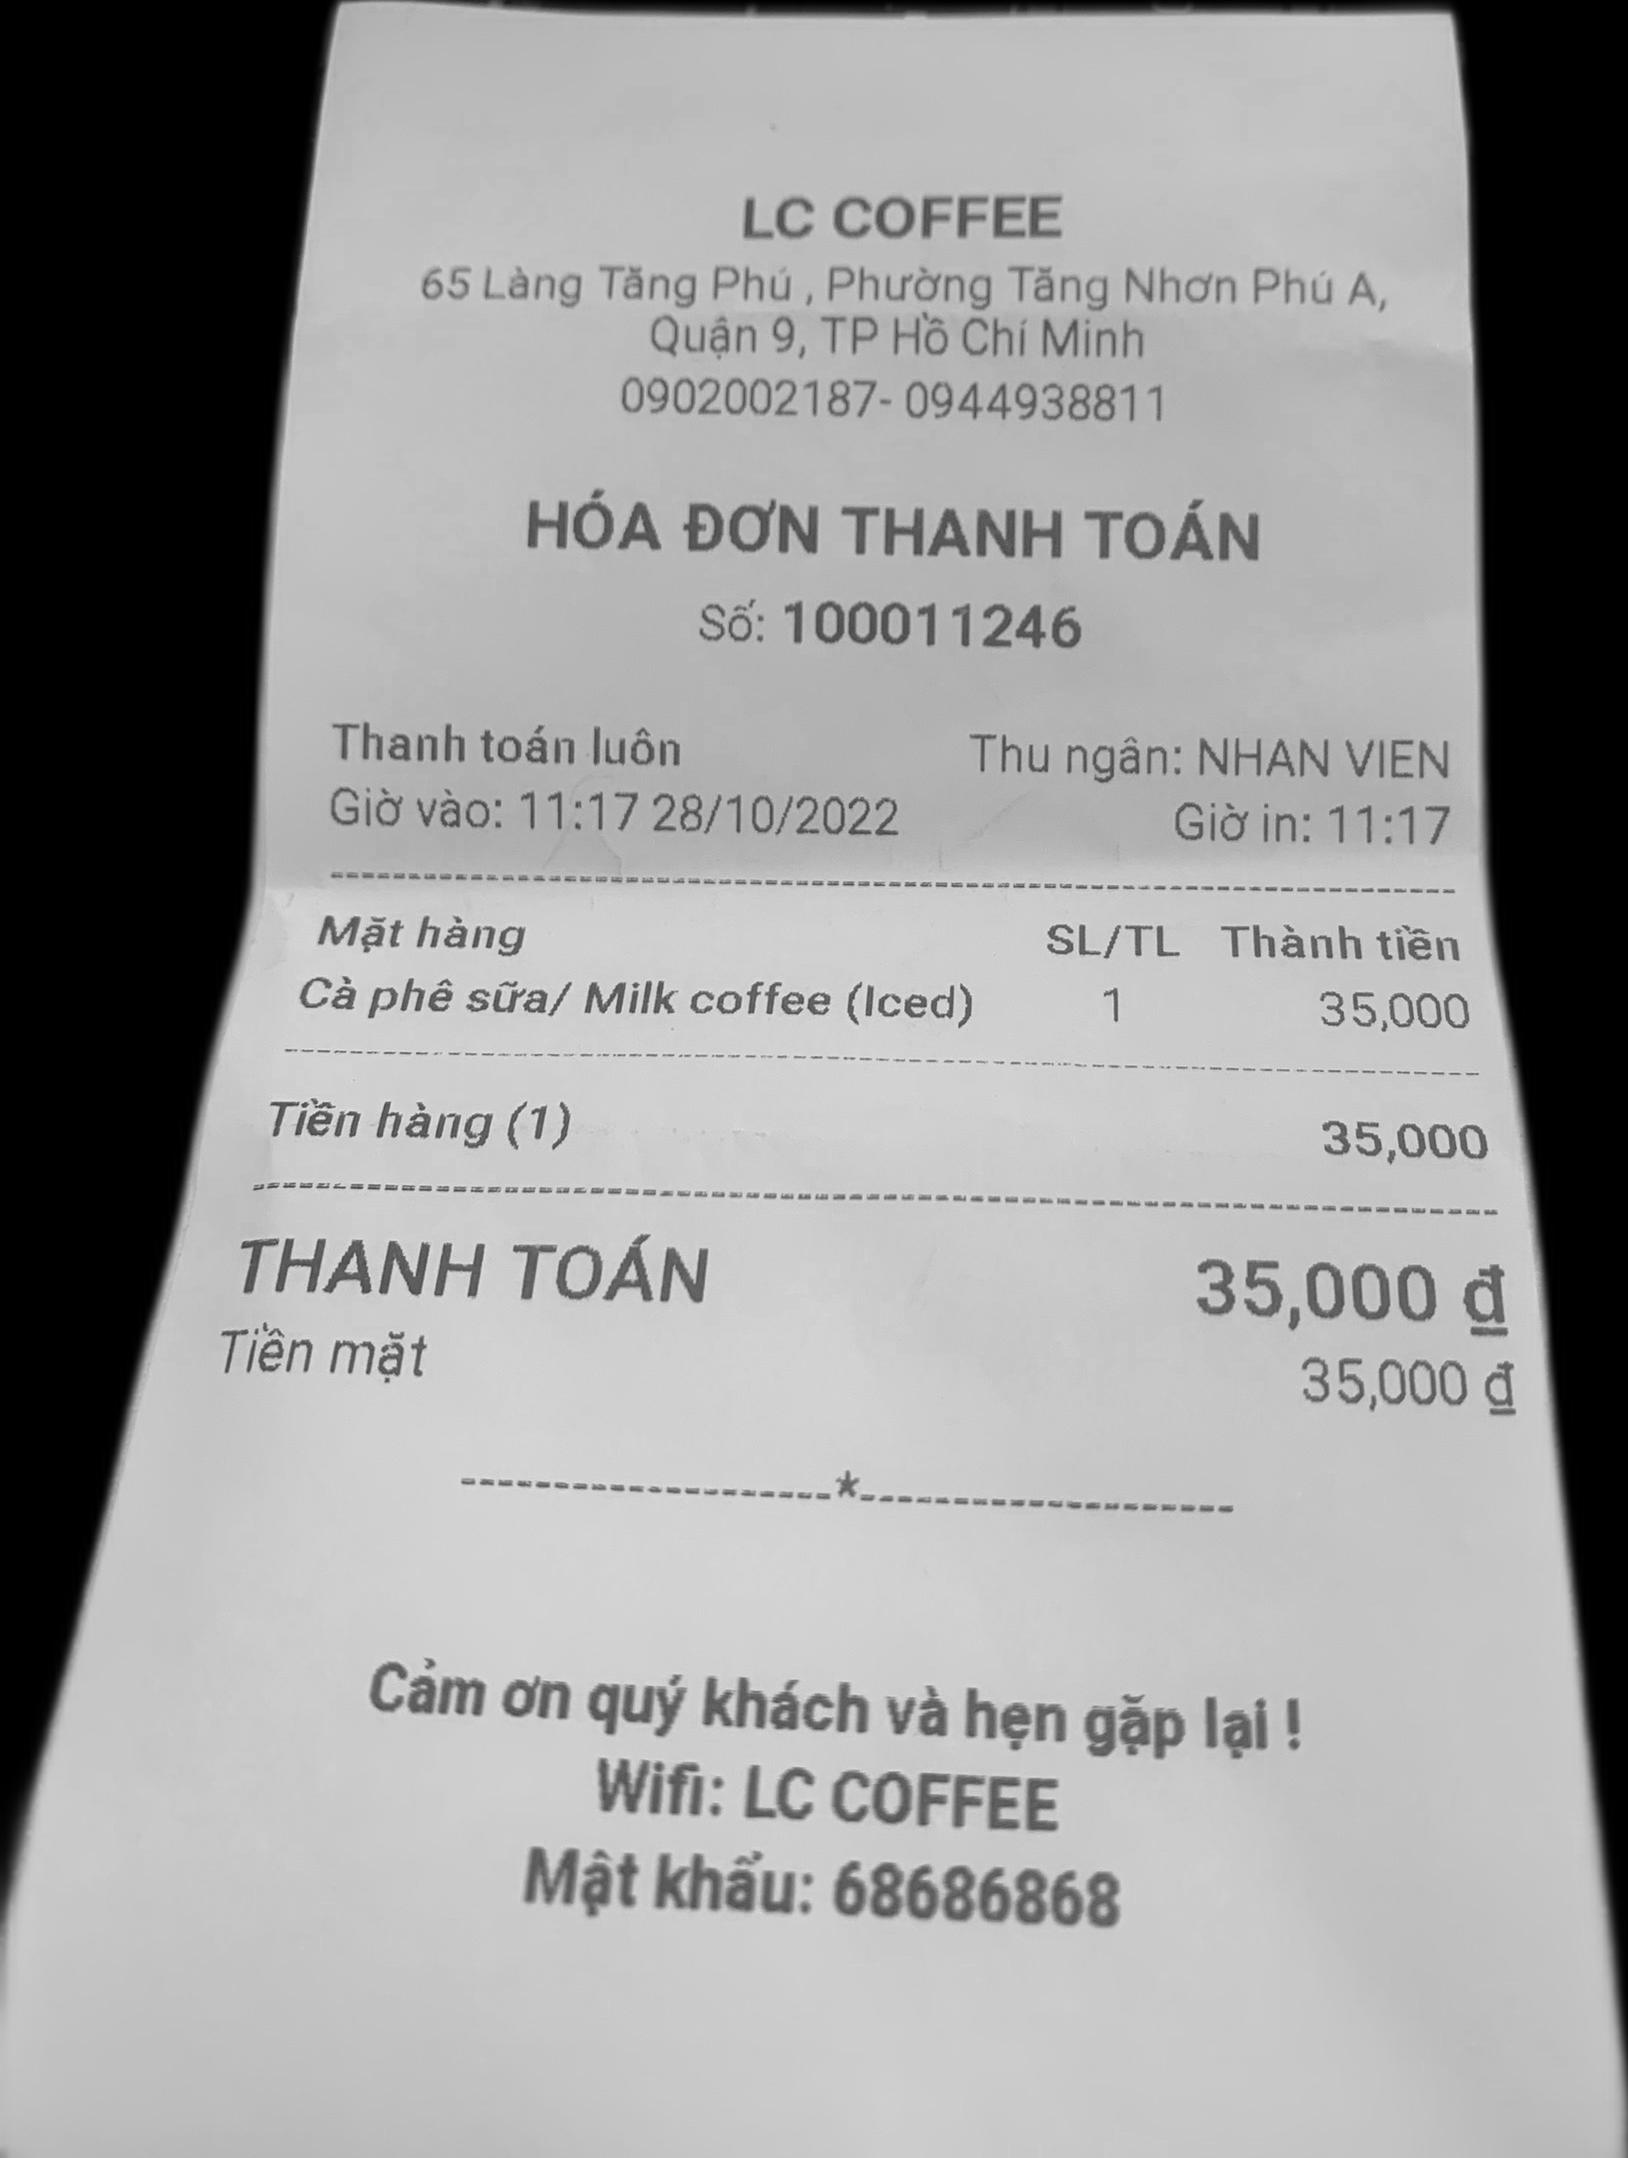 LC COFFEE
65 Làng Tăng Phú , Phường Tăng Nhơn Phú A,
Quận 9, TP Hồ Chí Minh
0902002187- 0944938811
HÓA ĐƠN THANH TOÁN
Số: 100011246
Thanh toán luôn Thu ngân: NHAN VIEN
Giờ vào: 11:17 28/10/2022 Giờ in: 11:17
Mặt hàng SL/TL Thành tiền
Cà phê sữa/ Milk coffee (Iced) 1 35,000
Tiền hàng (1) 35,000
THANH TOÁN 35,000 đ
Tiền mặt 35,000 đ
--------------------*--------------------
Cảm ơn quý khách và hẹn gặp lại !
Wifi: LC COFFEE
Mật khẩu: 68686868